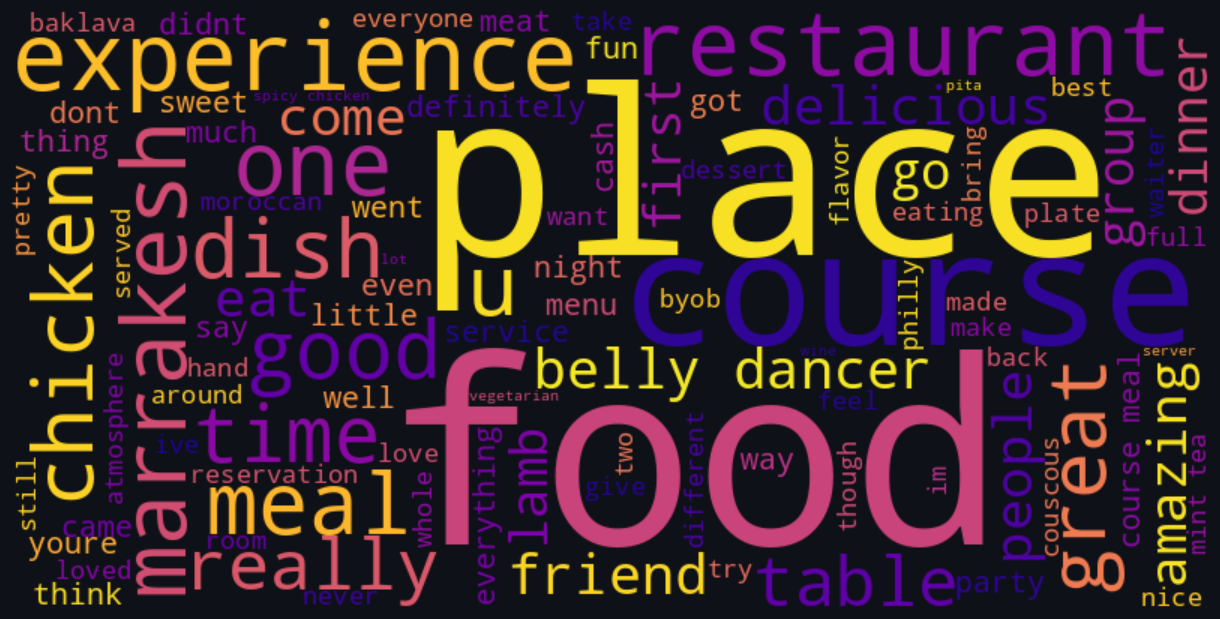 baklava
didnt
everyone
meat
take
experience
fun
restaurant
dont
sweet
spicy chicken
definitely
got
delicious
pita
best
thing
much
come
cash
first
group
dinner
one
place
flavor
go
bring
waiter
pretty
chicken
served
marrakesh
moroccan
went
want
dessert
eating
plate
full
dish
lot
u
night
course
philly
eat
even
menu
byob
made
say
little
service
make
good
hand
belly dancer
wine
back
server
atmosphere
around
well
vegetarian
feel
time
food
people
great
course meal
amazing
ive
love
everything
lamb
two
different
way
though
im
couscous
mint tea
still
reservation
whole
give
meal
came
room
youre
loved
really
friend
try
table
party
think
never
nice